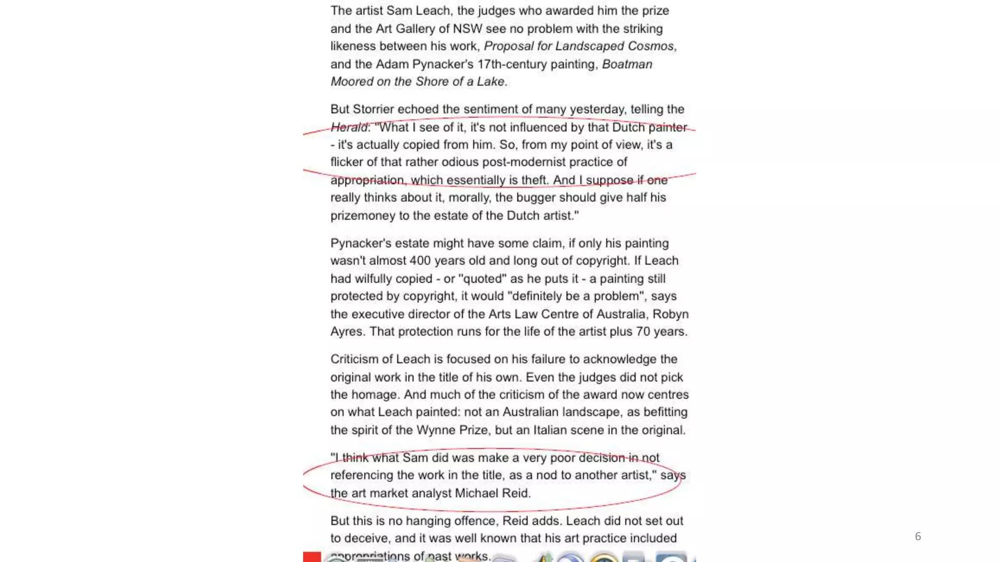 The artist Sam Leach, the judges who awarded him the prize
and the Art Gallery of NSW see no problem with the striking
likeness between his work, Proposal for Landscaped Cosmos,
and the Adam Pynacker's 17th-century painting, Boatman
Moored on the Shore of a Lake.
But Storrier echoed the sentiment of many yesterday, telling the
Herald: "What I see of it, it's not influenced by that Dutch painter
- it's actually copied from him. So, from my point of view, it's a
flicker of that rather odious post-modernist practice of
appropriation, which essentially is theft. And I suppose if one
really thinks about it, morally, the bugger should give half his
prizemoney to the estate of the Dutch artist."
Pynacker's estate might have some claim, if only his painting
wasn't almost 400 years old and long out of copyright. If Leach
had wilfully copied - or "quoted" as he puts it - a painting still
protected by copyright, it would "definitely be a problem", says
the executive director of the Arts Law Centre of Australia, Robyn
Ayres. That protection runs for the life of the artist plus 70 years.
Criticism of Leach is focused on his failure to acknowledge the
original work in the title of his own. Even the judges did not pick
the homage. And much of the criticism of the award now centres
on what Leach painted: not an Australian landscape, as befitting
the spirit of the Wynne Prize, but an Italian scene in the original.
"I think what Sam did was make a very poor decision in not
referencing the work in the title, as a nod to another artist," says
the art market analyst Michael Reid.
But this is no hanging offence, Reid adds. Leach did not set out
to deceive, and it was well known that his art practice included
appropriations of past works.
6